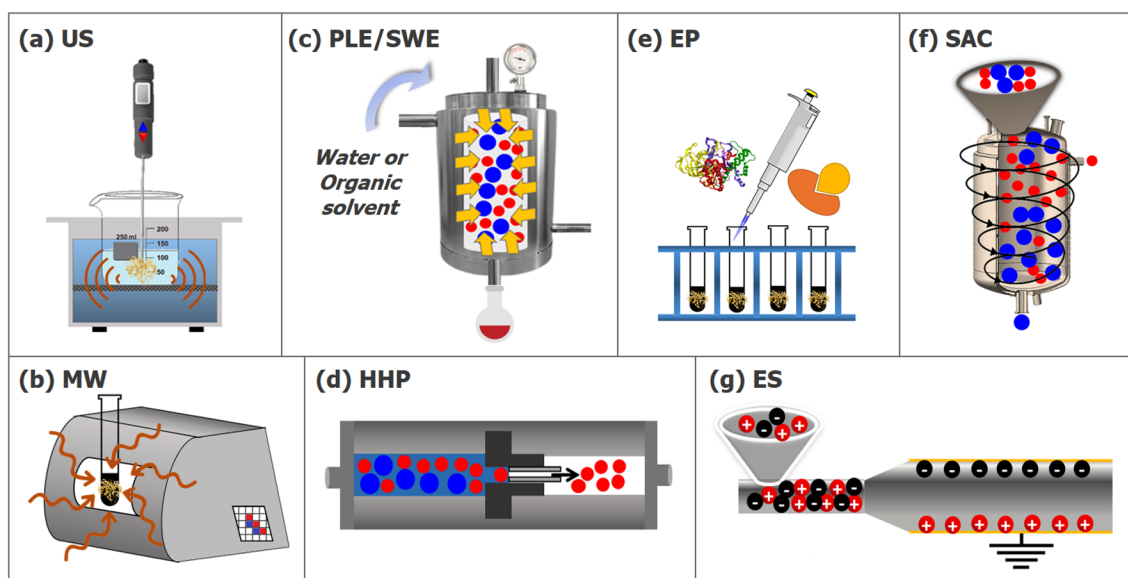 (a) US
250 ml
200
150
100
50
(c) PLE/SWE
Water or
Organic
solvent
(e) EP
(f) SAC
(b) MW
(d) HHP
(g) ES